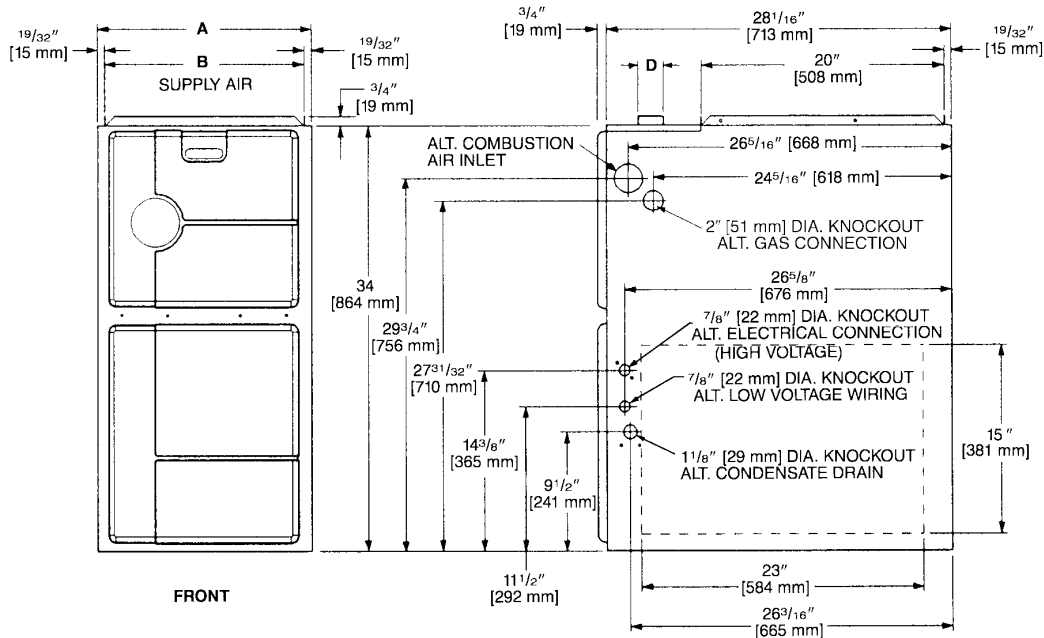 A
19/32"
[15 mm]
19/32"
[15 mm]
B
SUPPLY AIR
3/4"
[19 mm]
3/4"
[19 mm]
28 1/16"
[713 mm]
19/32"
[15 mm]
D
20"
[508 mm]
ALT. COMBUSTION
AIR INLET
26 5/16" [668 mm]
24 5/16" [618 mm]
2" [51 mm] DIA. KNOCKOUT
ALT. GAS CONNECTION
34
[864 mm]
29 3/4"
[756 mm]
27 31/32"
[710 mm]
26 5/8"
[676 mm]
7/8" [22 mm] DIA. KNOCKOUT
ALT. ELECTRICAL CONNECTION
(HIGH VOLTAGE)
7/8" [22 mm] DIA. KNOCKOUT
ALT. LOW VOLTAGE WIRING
14 3/8"
[365 mm]
1 1/8" [29 mm] DIA. KNOCKOUT
ALT. CONDENSATE DRAIN
15"
[381 mm]
9 1/2"
[241 mm]
11 1/2"
[292 mm]
23"
[584 mm]
26 3/16"
[665 mm]
FRONT